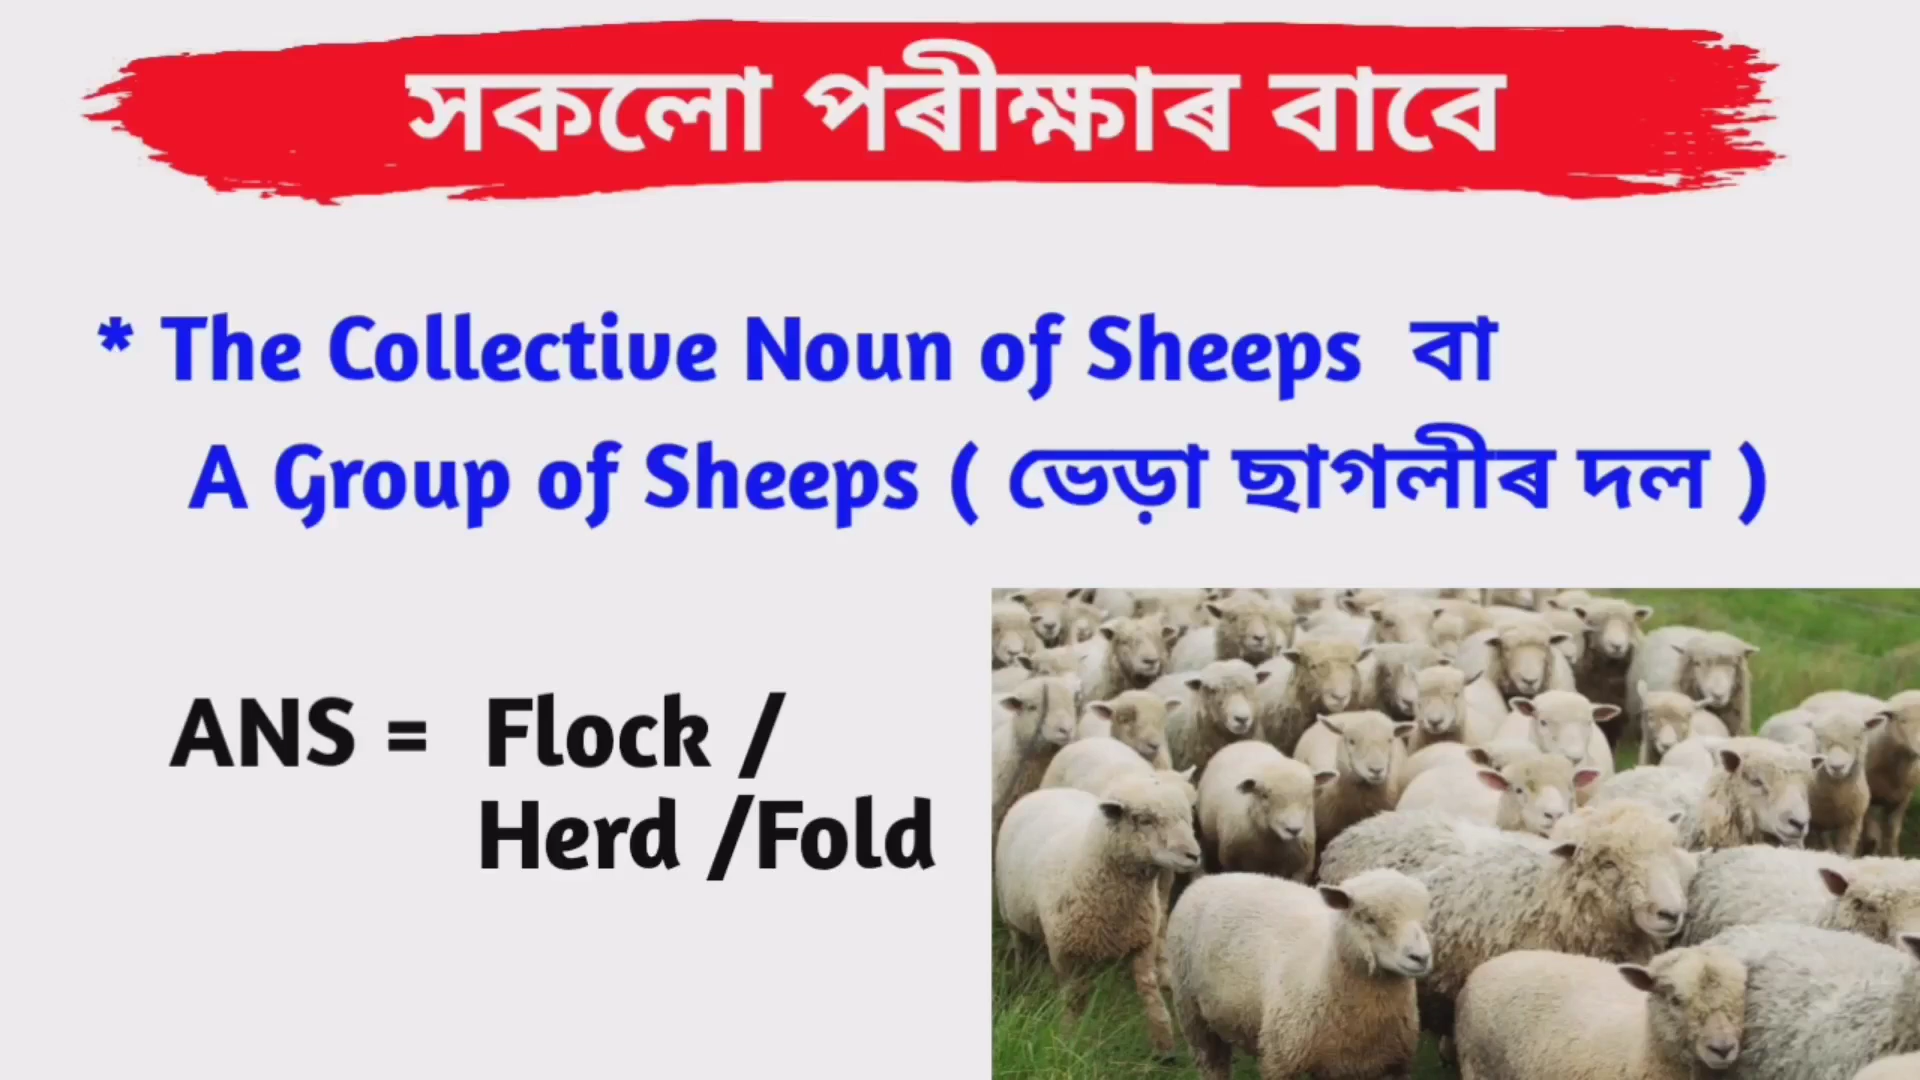 সকলো পৰীক্ষাৰ বাবে
* The Collective Noun of Sheeps বা
A Group of Sheeps ( ভেড়া ছাগলীৰ দল )
ANS = Flock /
Herd /Fold